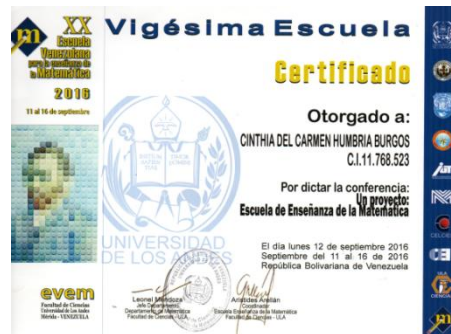 XX
Escuela
Venezolana
para la enseñanza de
la Matemática
2016
11 al 16 de septiembre
Vigésima Escuela
Certificado
Otorgado a:
CINTHIA DEL CARMEN HUMBRIA BURGOS
C.I.11.768.523
Por dictar la conferencia:
Un proyecto:
Escuela de Enseñanza de la Matemática
El día lunes 12 de septiembre 2016
Septiembre del 11 al 16 de 2016
República Bolivariana de Venezuela
UNIVERSIDAD
DE LOS ANDES
evem
Facultad de Ciencias
Universidad de Los Andes
Mérida - VENEZUELA
Leonel Mendoza
Jefe Departamento
Departamento de Matemática
Facultad de Ciencias - ULA
Arístides Arellán
Coordinador
Escuela Enseñanza de la Matemática
Facultad de Ciencias - ULA